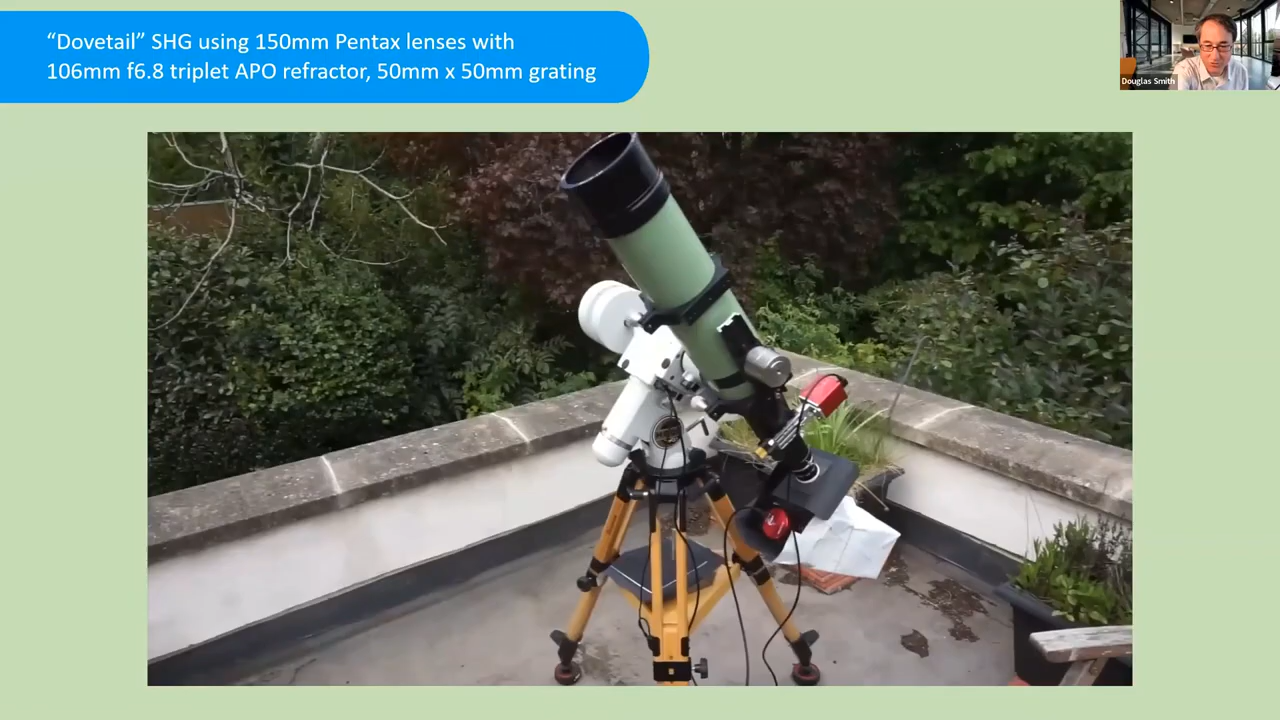 “Dovetail” SHG using 150mm Pentax lenses with
106mm f6.8 triplet APO refractor, 50mm x 50mm grating
Douglas Smith